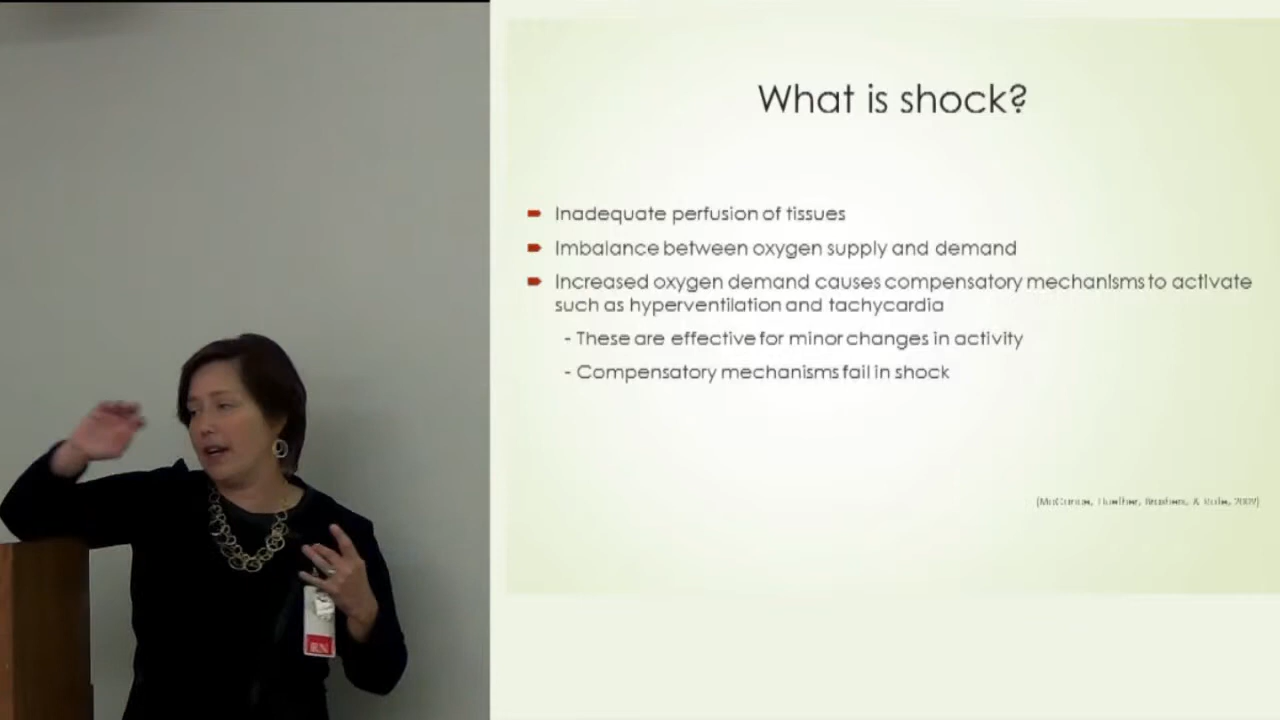 What is shock?
Inadequate perfusion of tissues
Imbalance between oxygen supply and demand
Increased oxygen demand causes compensatory mechanisms to activate
such as hyperventilation and tachycardia
- These are effective for minor changes in activity
- Compensatory mechanisms fail in shock
RN